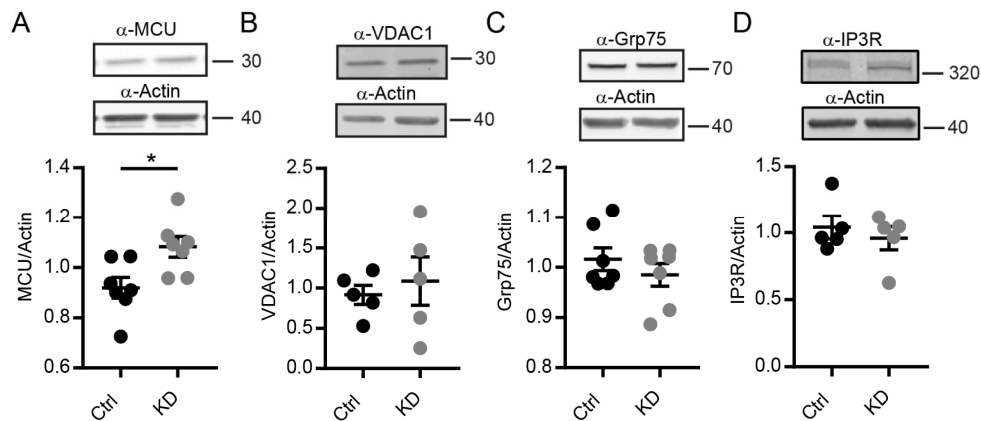 A
α-MCU
30
α-Actin
40
*
1.4
1.2
1.0
0.8
0.6
MCU/Actin
Ctrl
KD
B
α-VDAC1
30
α-Actin
40
2.5
2.0
1.5
1.0
0.5
0.0
VDAC1/Actin
Ctrl
KD
C
α-Grp75
70
α-Actin
40
1.2
1.1
1.0
0.9
0.8
Grp75/Actin
Ctrl
KD
D
α-IP3R
320
α-Actin
40
1.5
1.0
0.5
0.0
IP3R/Actin
Ctrl
KD